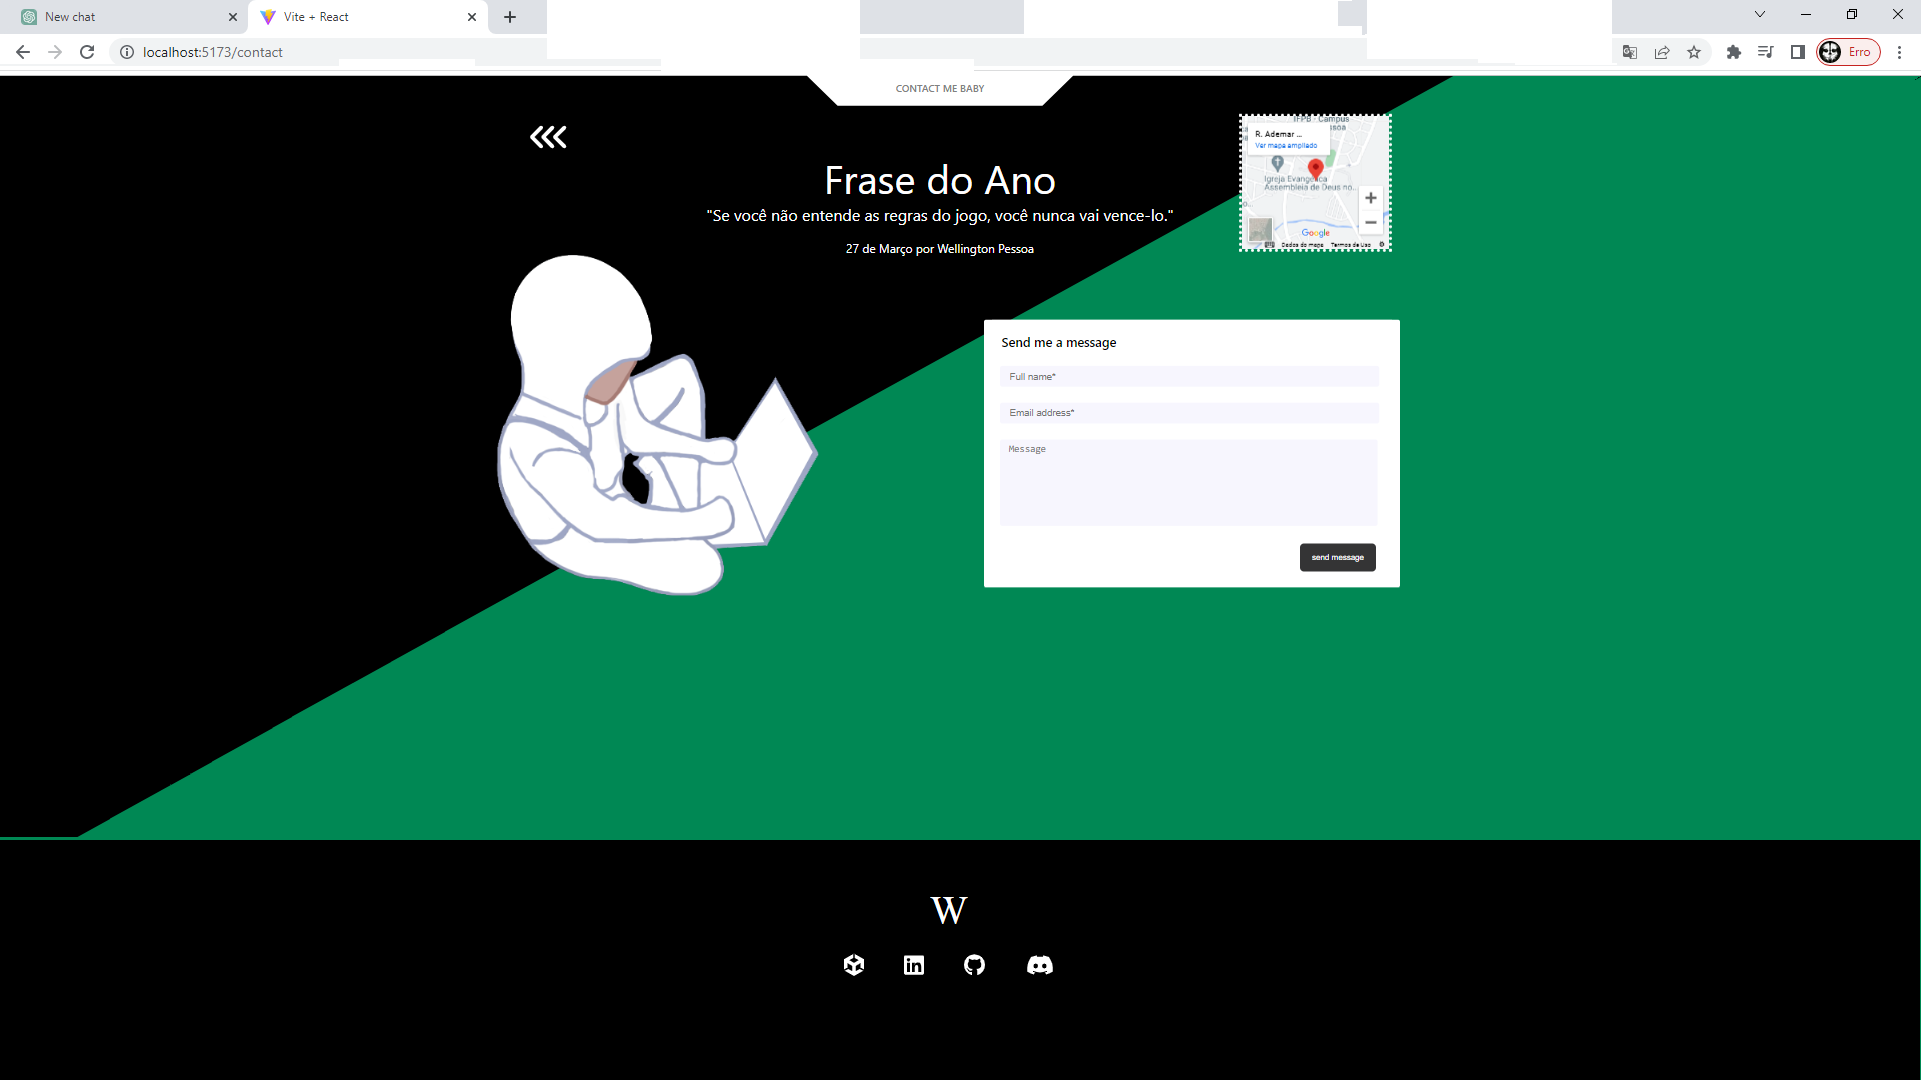 New chat
Vite + React
localhost:5173/contact
Erro
CONTACT ME BABY
Frase do Ano
"Se você não entende as regras do jogo, você nunca vai vence-lo."
27 de Março por Wellington Pessoa
IFPB - Campus
ssoa
R. Ademar ...
Ver mapa ampliado
Igreja Evangélica
Assembleia de Deus no...
Google
Dados do mapa Termos de Uso
Send me a message
Full name*
Email address*
Message
send message
W
in